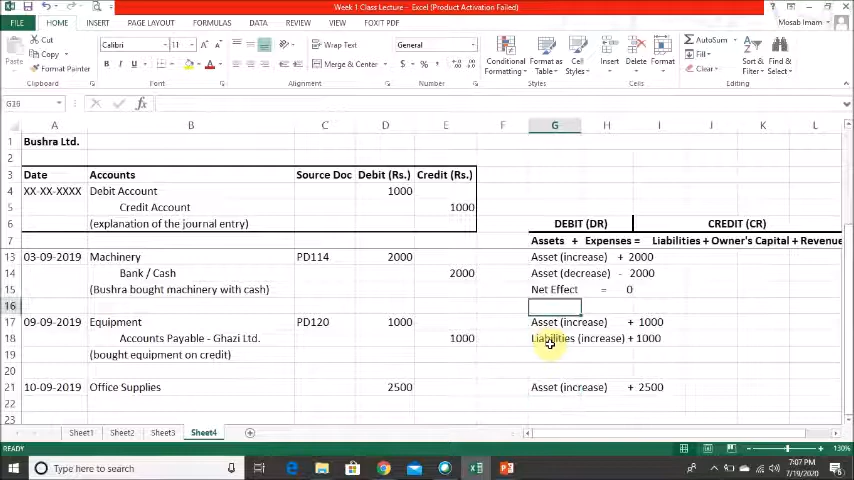 Week 1 Class Lecture - Excel (Product Activation Failed)
FILE HOME INSERT PAGE LAYOUT FORMULAS DATA REVIEW VIEW FOXIT PDF Mosab Imam
Cut
Copy
Format Painter
Paste
Clipboard
Calibri 11
B I U
Font
Wrap Text
Merge & Center
Alignment
General
$ % ,
Number
Conditional Formatting
Format as Table
Cell Styles
Styles
Insert Delete Format
Cells
AutoSum
Fill
Clear
Sort & Filter
Find & Select
Editing
G16 fx
A B C D E F G H I J K L
1 Bushra Ltd.
2
3 Date Accounts Source Doc Debit (Rs.) Credit (Rs.)
4 XX-XX-XXXX Debit Account 1000
5 Credit Account 1000
6 (explanation of the journal entry) DEBIT (DR) CREDIT (CR)
7 Assets + Expenses = Liabilities + Owner's Capital + Revenue
13 03-09-2019 Machinery PD114 2000 Asset (increase) + 2000
14 Bank / Cash 2000 Asset (decrease) - 2000
15 (Bushra bought machinery with cash) Net Effect = 0
16
17 09-09-2019 Equipment PD120 1000 Asset (increase) + 1000
18 Accounts Payable - Ghazi Ltd. 1000 Liabilities (increase) + 1000
19 (bought equipment on credit)
20
21 10-09-2019 Office Supplies 2500 Asset (increase) + 2500
22
23
Sheet1 Sheet2 Sheet3 Sheet4
READY 130%
Type here to search
7:07 PM
7/19/2020